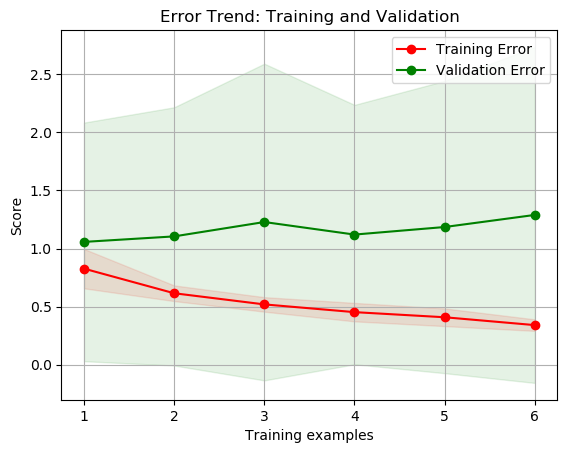 Error Trend: Training and Validation
Training Error
Validation Error
2.5
2.0
1.5
1.0
0.5
0.0
Score
1 2 3 4 5 6
Training examples